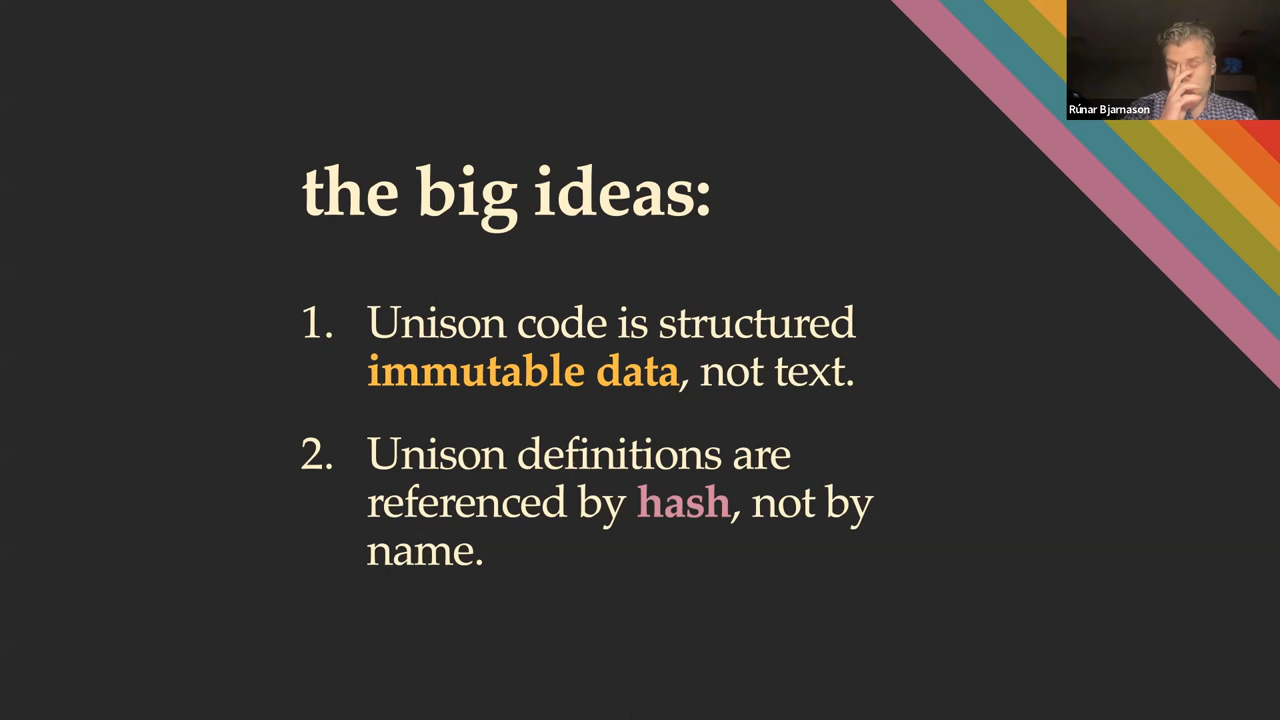 Rúnar Bjarnason
the big ideas:
1. Unison code is structured
immutable data, not text.
2. Unison definitions are
referenced by hash, not by
name.